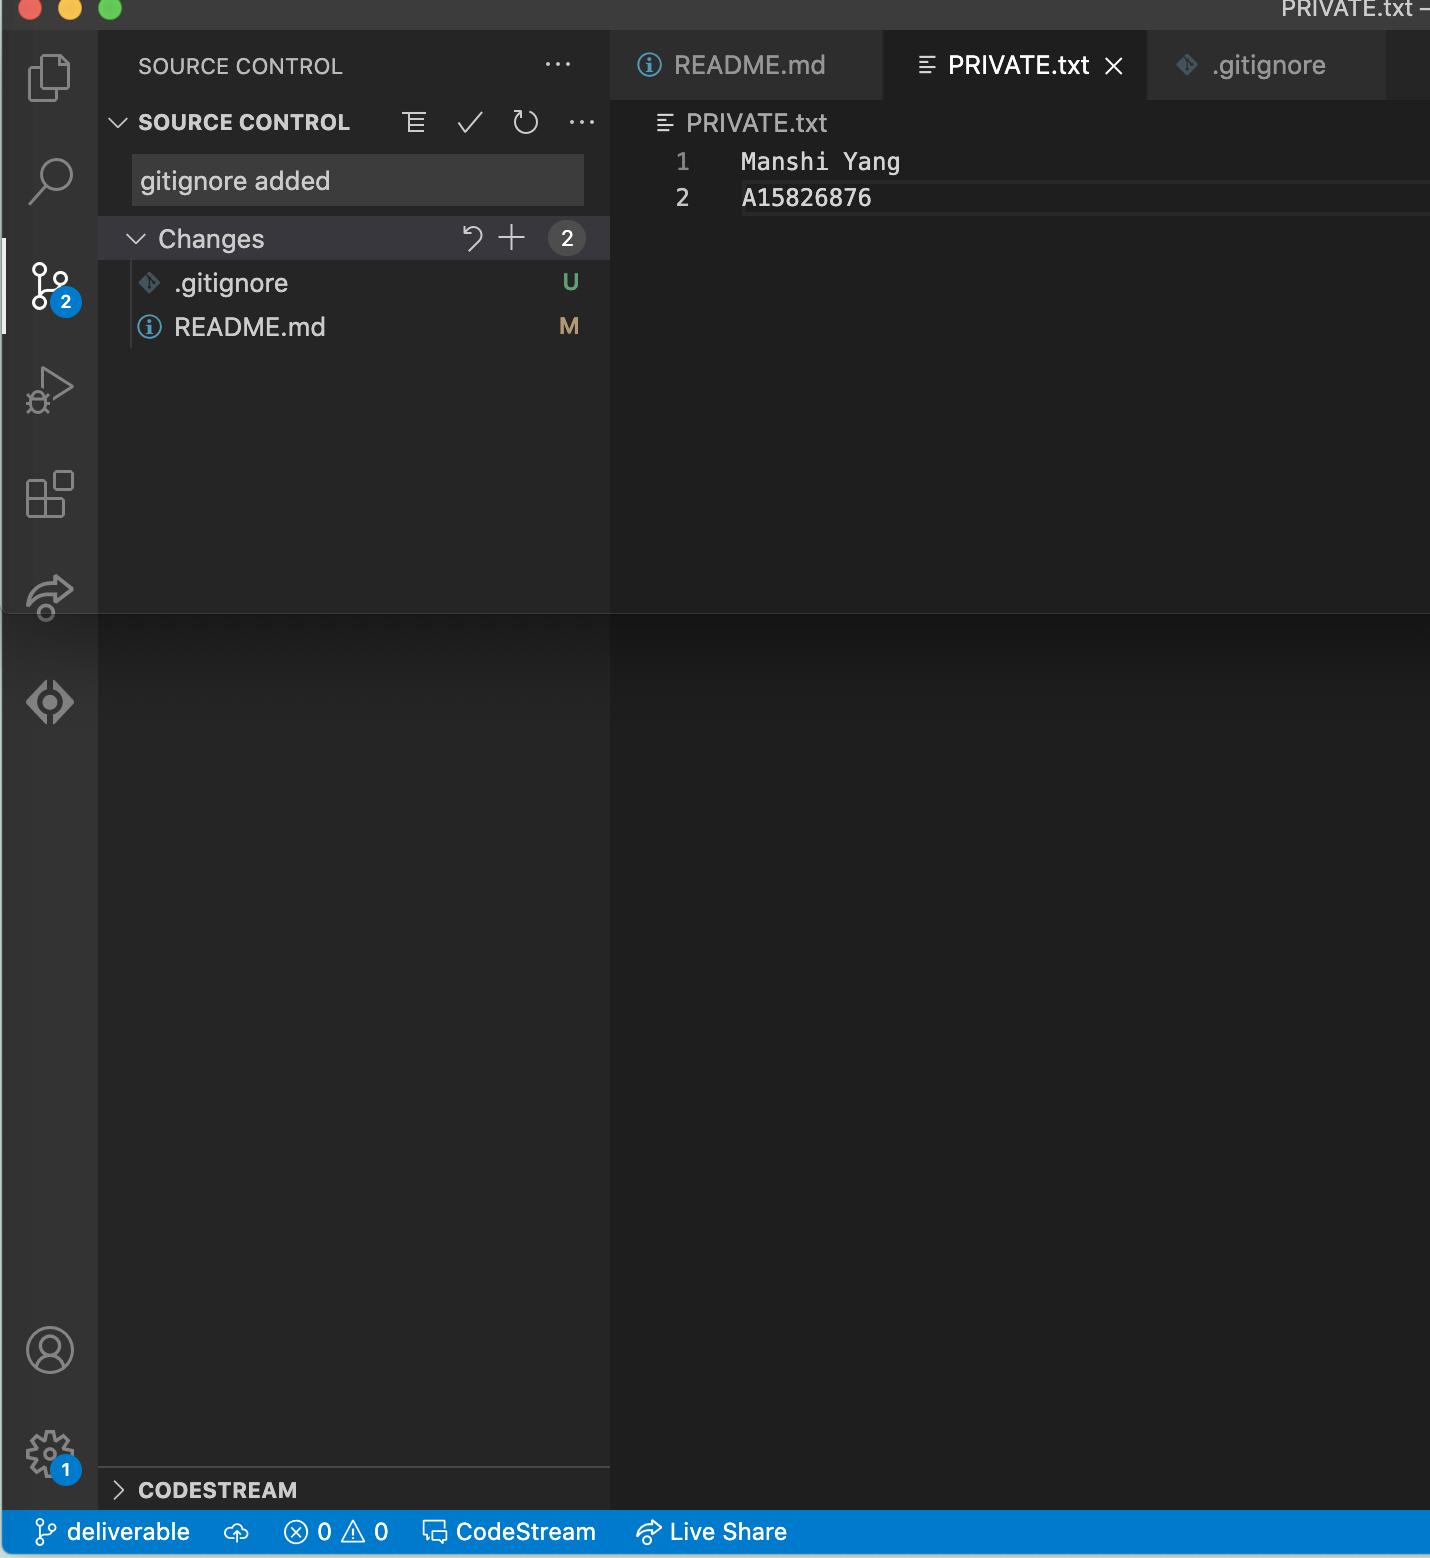 PRIVATE.txt –
SOURCE CONTROL
SOURCE CONTROL
gitignore added
Changes 2
.gitignore U
README.md M
2
README.md PRIVATE.txt .gitignore
PRIVATE.txt
1 Manshi Yang
2 A15826876
1
CODESTREAM
deliverable 0 0 CodeStream Live Share